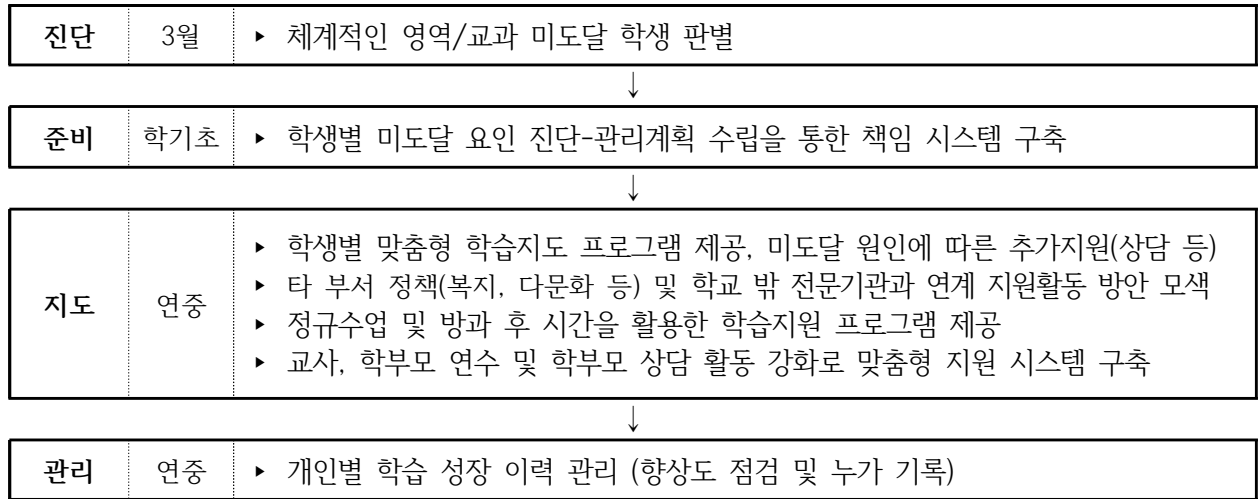 진단 3월 ▸ 체계적인 영역/교과 미도달 학생 판별
↓
준비 학기초 ▸ 학생별 미도달 요인 진단-관리계획 수립을 통한 책임 시스템 구축
↓
지도 연중 ▸ 학생별 맞춤형 학습지도 프로그램 제공, 미도달 원인에 따른 추가지원(상담 등)
▸ 타 부서 정책(복지, 다문화 등) 및 학교 밖 전문기관과 연계 지원활동 방안 모색
▸ 정규수업 및 방과 후 시간을 활용한 학습지원 프로그램 제공
▸ 교사, 학부모 연수 및 학부모 상담 활동 강화로 맞춤형 지원 시스템 구축
↓
관리 연중 ▸ 개인별 학습 성장 이력 관리 (향상도 점검 및 누가 기록)